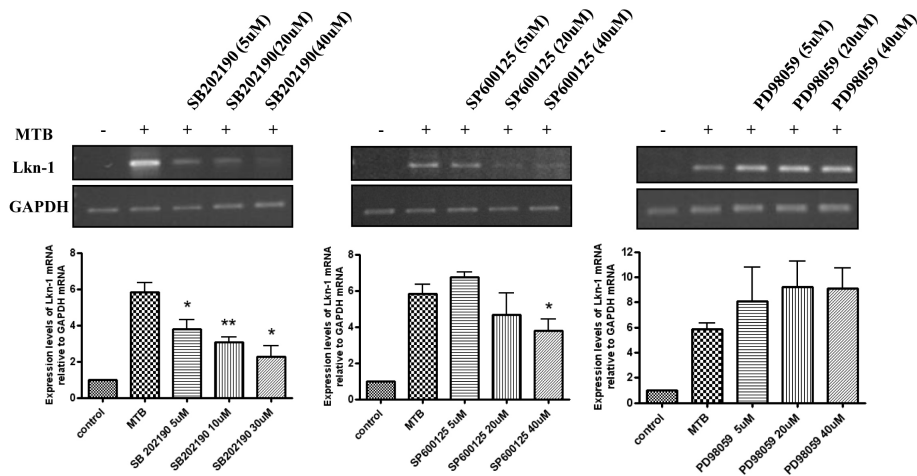 SB202190 (5uM)
SB202190(20uM)
SB202190(40uM)
SP600125 (5uM)
SP600125 (20uM)
SP600125 (40uM)
PD98059 (5uM)
PD98059 (20uM)
PD98059 (40uM)
MTB - + + + + - + + + + - + + + +
Lkn-1
GAPDH
Expression levels of Lkn-1 mRNA
relative to GAPDH mRNA
8
6
4
2
0
* ** *
control
MTB
SB 202190 5uM
SB202190 10uM
SB202190 30uM
Expression levels of Lkn-1 mRNA
relative to GAPDH mRNA
8
6
4
2
0
*
control
MTB
SP600125 5uM
SP600125 20uM
SP600125 40uM
Expression levels of Lkn-1 mRNA
relative to GAPDH mRNA
12
10
8
6
4
2
0
control
MTB
PD98059 5uM
PD98059 20uM
PD98059 40uM